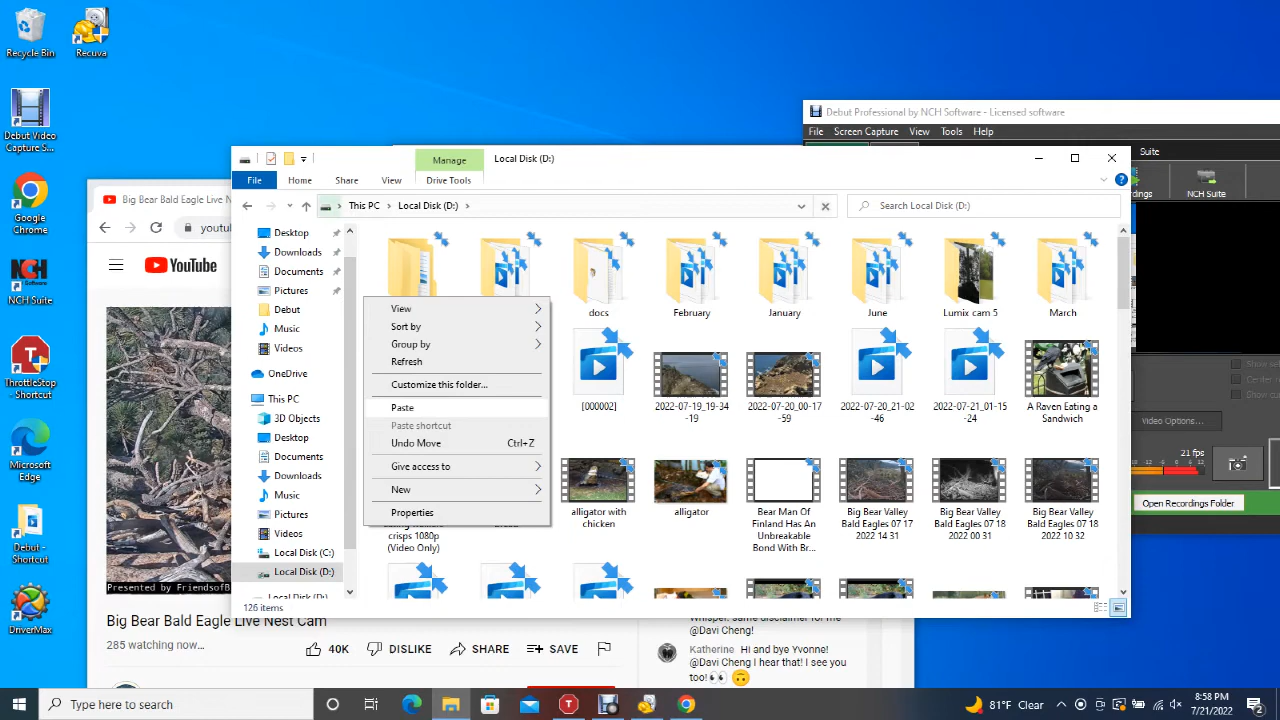 Recycle Bin
Recuva
Debut Video
Capture S...
Google
Chrome
NCH Suite
ThrottleStop
- Shortcut
Microsoft
Edge
Debut -
Shortcut
DriverMax
Debut Professional by NCH Software - Licensed software
File Screen Capture View Tools Help
Suite
NCH Suite
Video Options...
21 fps
Open Recordings Folder
Big Bear Bald Eagle Live N
YouTube
Presented by FriendsofB
Big Bear Bald Eagle Live Nest Cam
285 watching now...
40K DISLIKE SHARE SAVE
@Davi Cheng!
Katherine Hi and bye Yvonne!
@Davi Cheng I hear that! I see you
too!👀 🙃
Manage
Local Disk (D:)
File Home Share View Drive Tools
This PC > Local Disk (D:) >
Search Local Disk (D:)
Desktop
Downloads
Documents
Pictures
Debut
Music
Videos
OneDrive
This PC
3D Objects
Desktop
Documents
Downloads
Music
Pictures
Videos
Local Disk (C:)
Local Disk (D:)
Local Disk (D:)
126 items
docs
February
January
June
Lumix cam 5
March
[000002]
2022-07-19_19-34
-19
2022-07-20_00-17
-59
2022-07-20_21-02
-46
2022-07-21_01-15
-24
A Raven Eating a
Sandwich
crisps 1080p
(Video Only)
alligator with
chicken
alligator
Bear Man Of
Finland Has An
Unbreakable
Bond With Br...
Big Bear Valley
Bald Eagles 07 17
2022 14 31
Big Bear Valley
Bald Eagles 07 18
2022 00 31
Big Bear Valley
Bald Eagles 07 18
2022 10 32
View
Sort by
Group by
Refresh
Customize this folder...
Paste
Paste shortcut
Undo Move Ctrl+Z
Give access to
New
Properties
Type here to search
81°F Clear
8:58 PM
7/21/2022
2